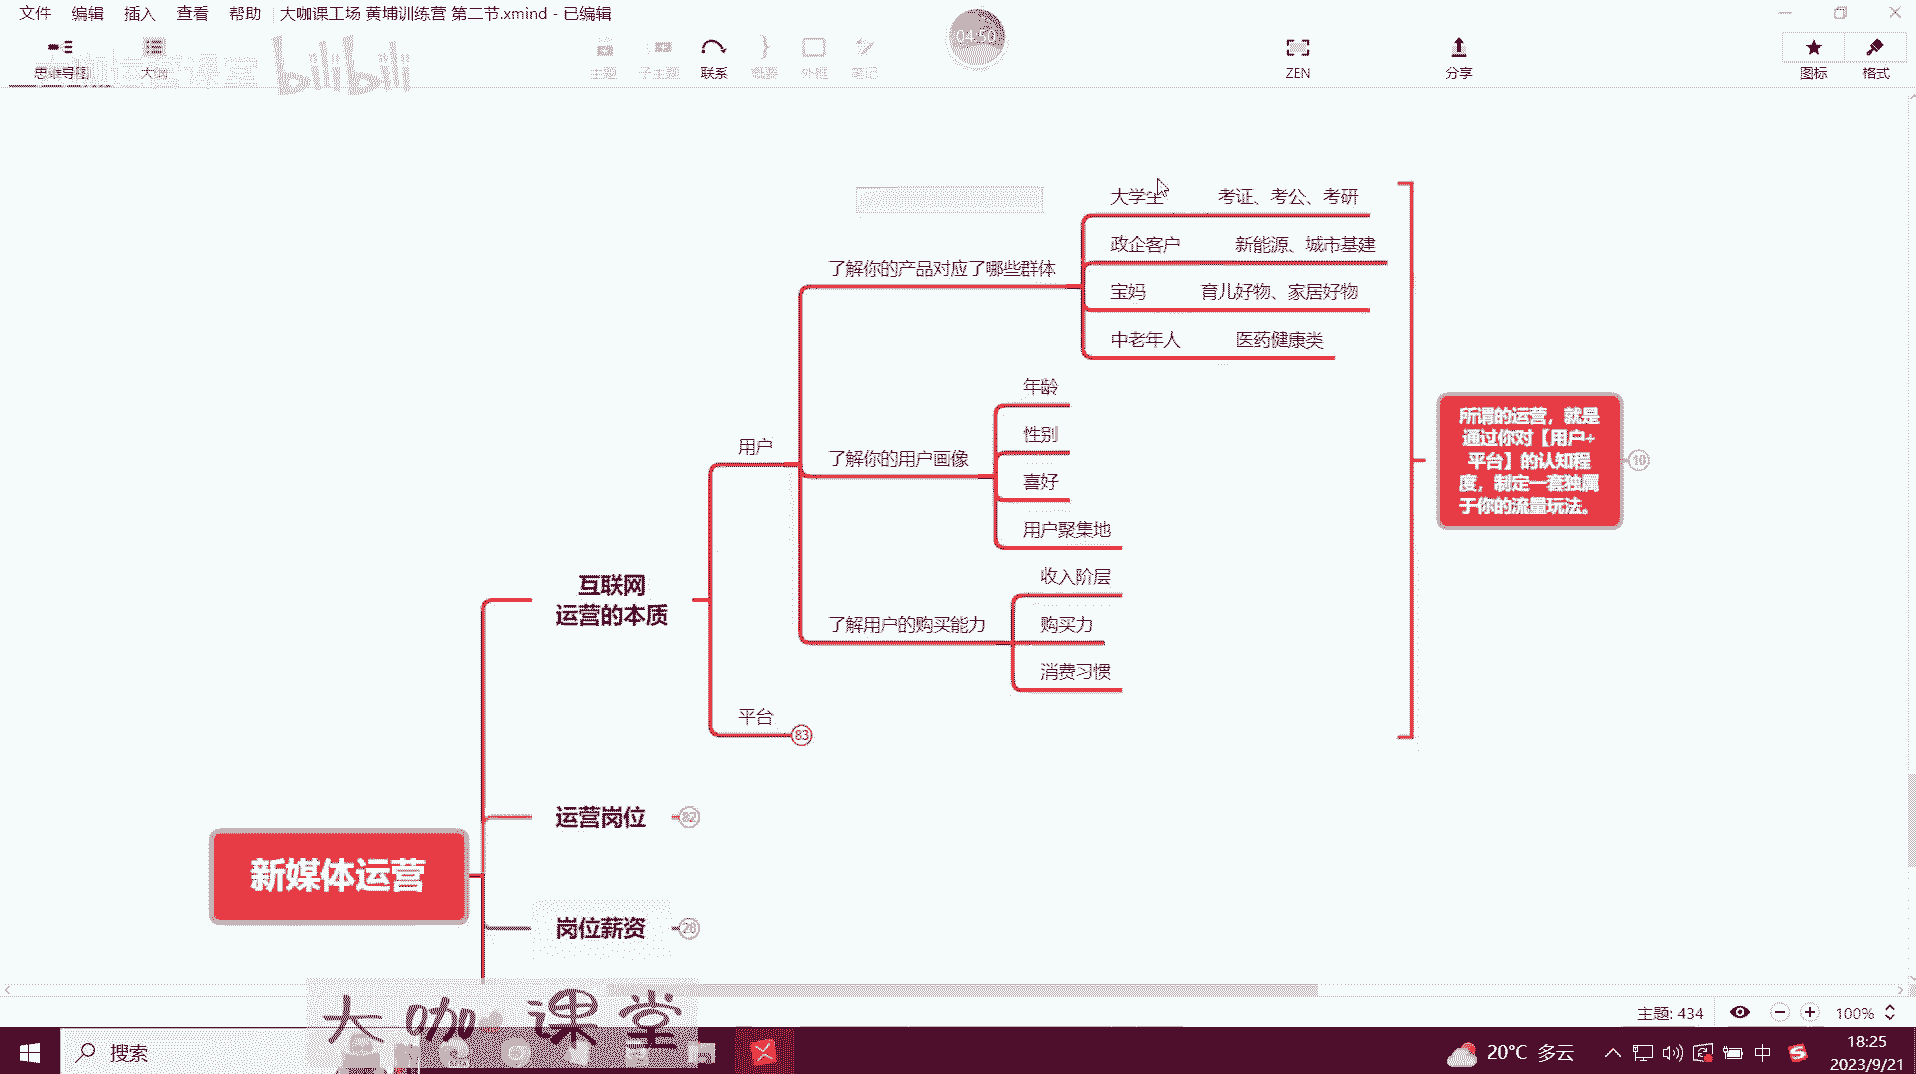 文件 编辑 插入 查看 帮助 大咖课工场 黄埔训练营 第二节.xmind - 已编辑
04:50
思维导图 大纲 主题 子主题 联系 概要 外框 笔记 ZEN 分享 图标 格式
bilibili
大学生 考证、考公、考研
政企客户 新能源、城市基建
了解你的产品对应了哪些群体
宝妈 育儿好物、家居好物
中老年人 医药健康类
年龄
性别
用户
了解你的用户画像
喜好
用户聚集地
所谓的运营，就是
通过你对【用户+
平台】的认知程
度，制定一套独属
于你的流量玩法。
10
互联网
运营的本质
收入阶层
了解用户的购买能力
购买力
消费习惯
平台
83
运营岗位
82
新媒体运营
岗位薪资
28
大咖课堂
主题: 434 100%
搜索
20°C 多云
中
18:25
2023/9/21